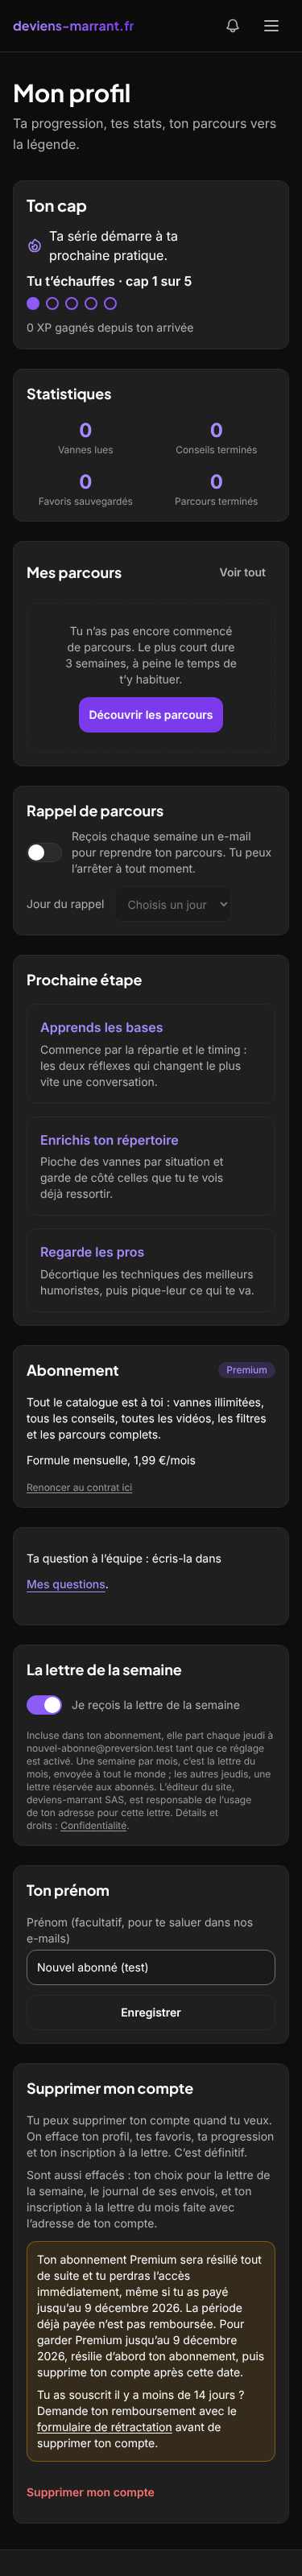 deviens-marrant.fr
Mon profil
Ta progression, tes stats, ton parcours vers
la légende.
Ton cap
Ta série démarre à ta
prochaine pratique.
Tu t’échauffes · cap 1 sur 5
0 XP gagnés depuis ton arrivée
Statistiques
0
Vannes lues
0
Conseils terminés
0
Favoris sauvegardés
0
Parcours terminés
Mes parcours
Voir tout
Tu n’as pas encore commencé
de parcours. Le plus court dure
3 semaines, à peine le temps de
t’y habituer.
Découvrir les parcours
Rappel de parcours
Reçois chaque semaine un e-mail
pour reprendre ton parcours. Tu peux
l’arrêter à tout moment.
Jour du rappel
Choisis un jour
Prochaine étape
Apprends les bases
Commence par la répartie et le timing :
les deux réflexes qui changent le plus
vite une conversation.
Enrichis ton répertoire
Pioche des vannes par situation et
garde de côté celles que tu te vois
déjà ressortir.
Regarde les pros
Décortique les techniques des meilleurs
humoristes, puis pique-leur ce qui te va.
Abonnement
Premium
Tout le catalogue est à toi : vannes illimitées,
tous les conseils, toutes les vidéos, les filtres
et les parcours complets.
Formule mensuelle, 1,99 €/mois
Renoncer au contrat ici
Ta question à l’équipe : écris-la dans
Mes questions.
La lettre de la semaine
Je reçois la lettre de la semaine
Incluse dans ton abonnement, elle part chaque jeudi à
nouvel-abonne@preversion.test tant que ce réglage
est activé. Une semaine par mois, c’est la lettre du
mois, envoyée à tout le monde ; les autres jeudis, une
lettre réservée aux abonnés. L’éditeur du site,
deviens-marrant SAS, est responsable de l’usage
de ton adresse pour cette lettre. Détails et
droits : Confidentialité.
Ton prénom
Prénom (facultatif, pour te saluer dans nos
e-mails)
Nouvel abonné (test)
Enregistrer
Supprimer mon compte
Tu peux supprimer ton compte quand tu veux.
On efface ton profil, tes favoris, ta progression
et ton inscription à la lettre. C’est définitif.
Sont aussi effacés : ton choix pour la lettre de
la semaine, le journal de ses envois, et ton
inscription à la lettre du mois faite avec
l’adresse de ton compte.
Ton abonnement Premium sera résilié tout
de suite et tu perdras l’accès
immédiatement, même si tu as payé
jusqu’au 9 décembre 2026. La période
déjà payée n’est pas remboursée. Pour
garder Premium jusqu’au 9 décembre
2026, résilie d’abord ton abonnement, puis
supprime ton compte après cette date.
Tu as souscrit il y a moins de 14 jours ?
Demande ton remboursement avec le
formulaire de rétractation avant de
supprimer ton compte.
Supprimer mon compte